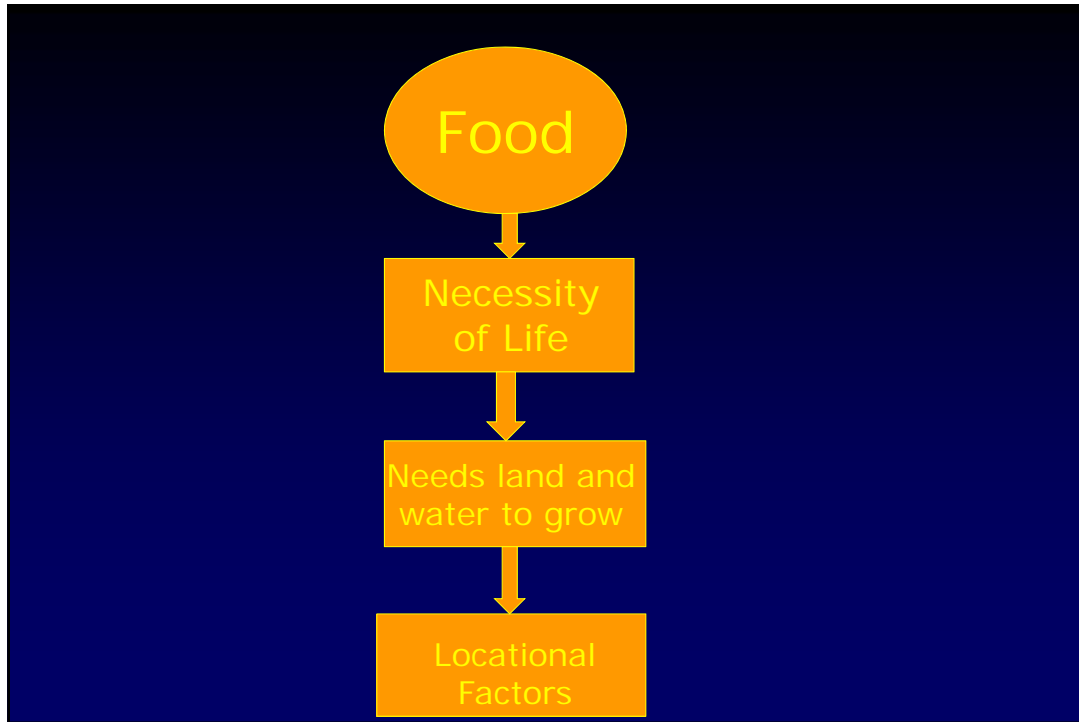 Food
Necessity
of Life
Needs land and
water to grow
Locational
Factors